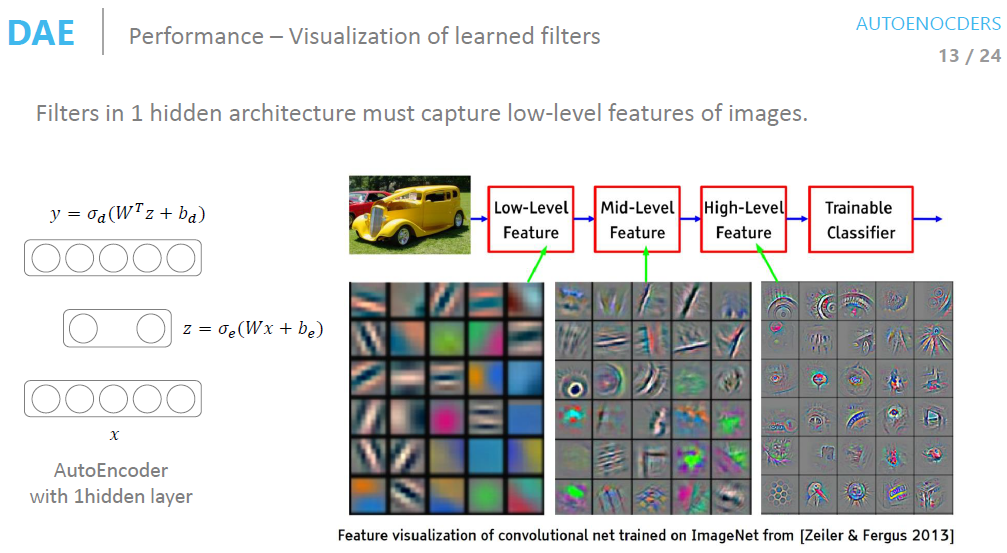 DAE
Performance – Visualization of learned filters
AUTOENOCDERS
13 / 24
Filters in 1 hidden architecture must capture low-level features of images.
y = σ_d(W^T z + b_d)
z = σ_e(Wx + b_e)
x
AutoEncoder
with 1hidden layer
Low-Level
Feature
Mid-Level
Feature
High-Level
Feature
Trainable
Classifier
Feature visualization of convolutional net trained on ImageNet from [Zeiler & Fergus 2013]